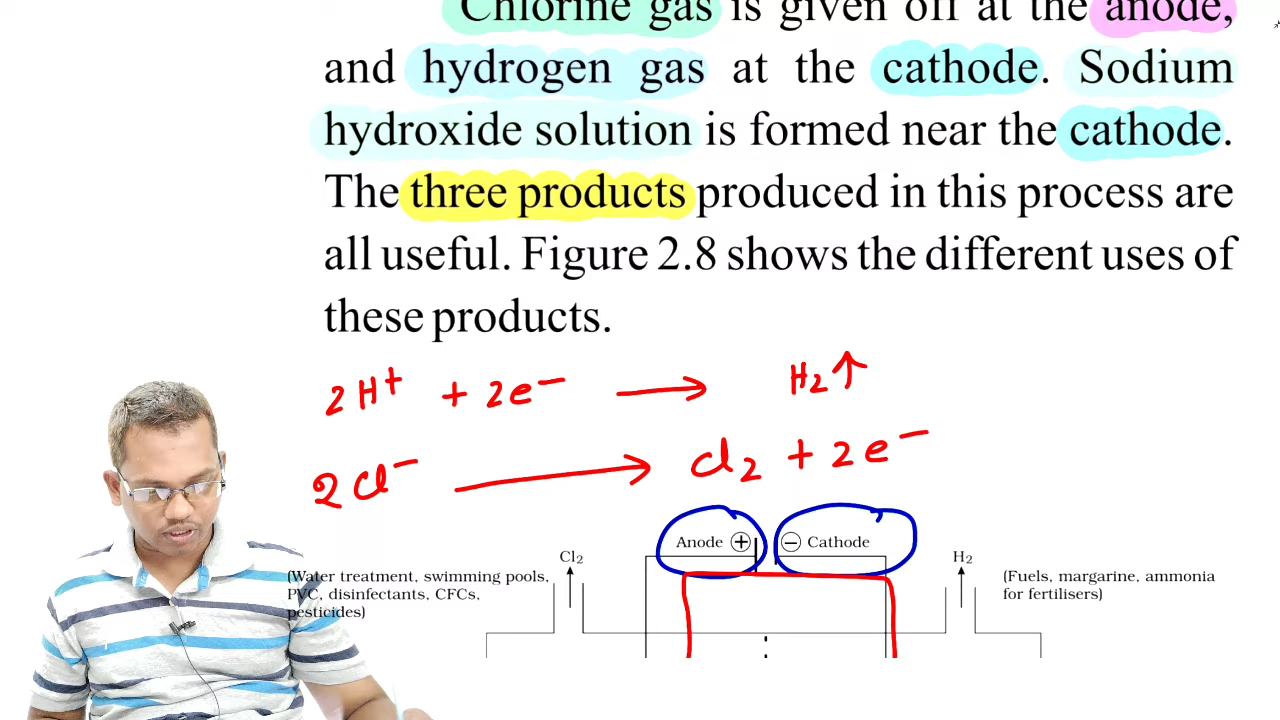 Chlorine gas is given off at the anode,
and hydrogen gas at the cathode. Sodium
hydroxide solution is formed near the cathode.
The three products produced in this process are
all useful. Figure 2.8 shows the different uses of
these products.
2H⁺ + 2e⁻ → H₂↑
2Cl⁻ → Cl₂ + 2e⁻
Anode + − Cathode
Cl₂
H₂
(Water treatment, swimming pools,
PVC, disinfectants, CFCs,
pesticides)
(Fuels, margarine, ammonia
for fertilisers)